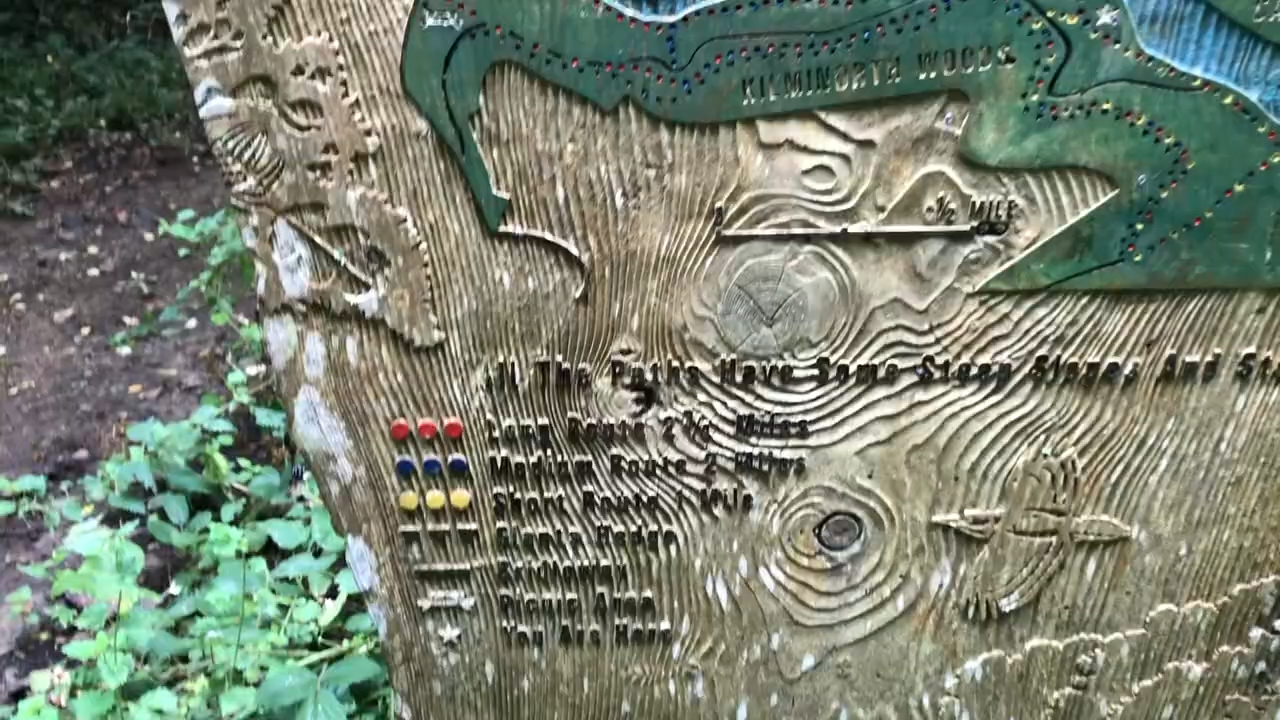 KILMINORTH WOODS
½ MILE
All The Paths Have Some Steep Slopes And
Long Route 2½ Miles
Medium Route 2 Miles
Short Route 1 Mile
Giants Hedge
Bridleway
Picnic Area
You Are Here